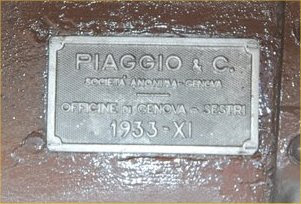 PIAGGIO & C.
SOCIETÀ ANONIMA-GENOVA
OFFICINE DI GENOVA - SESTRI
1933-XI